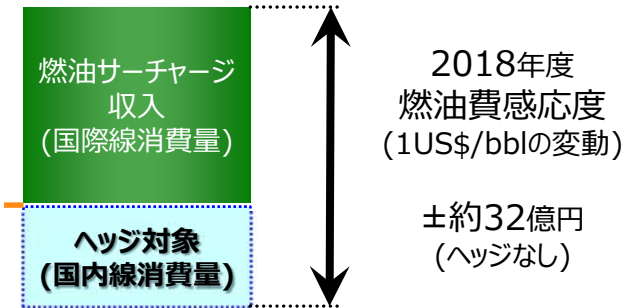 燃油サーチャージ
収入
(国際線消費量)
ヘッジ対象
(国内線消費量)
2018年度
燃油費感応度
(1US$/bblの変動)
±約32億円
(ヘッジなし)